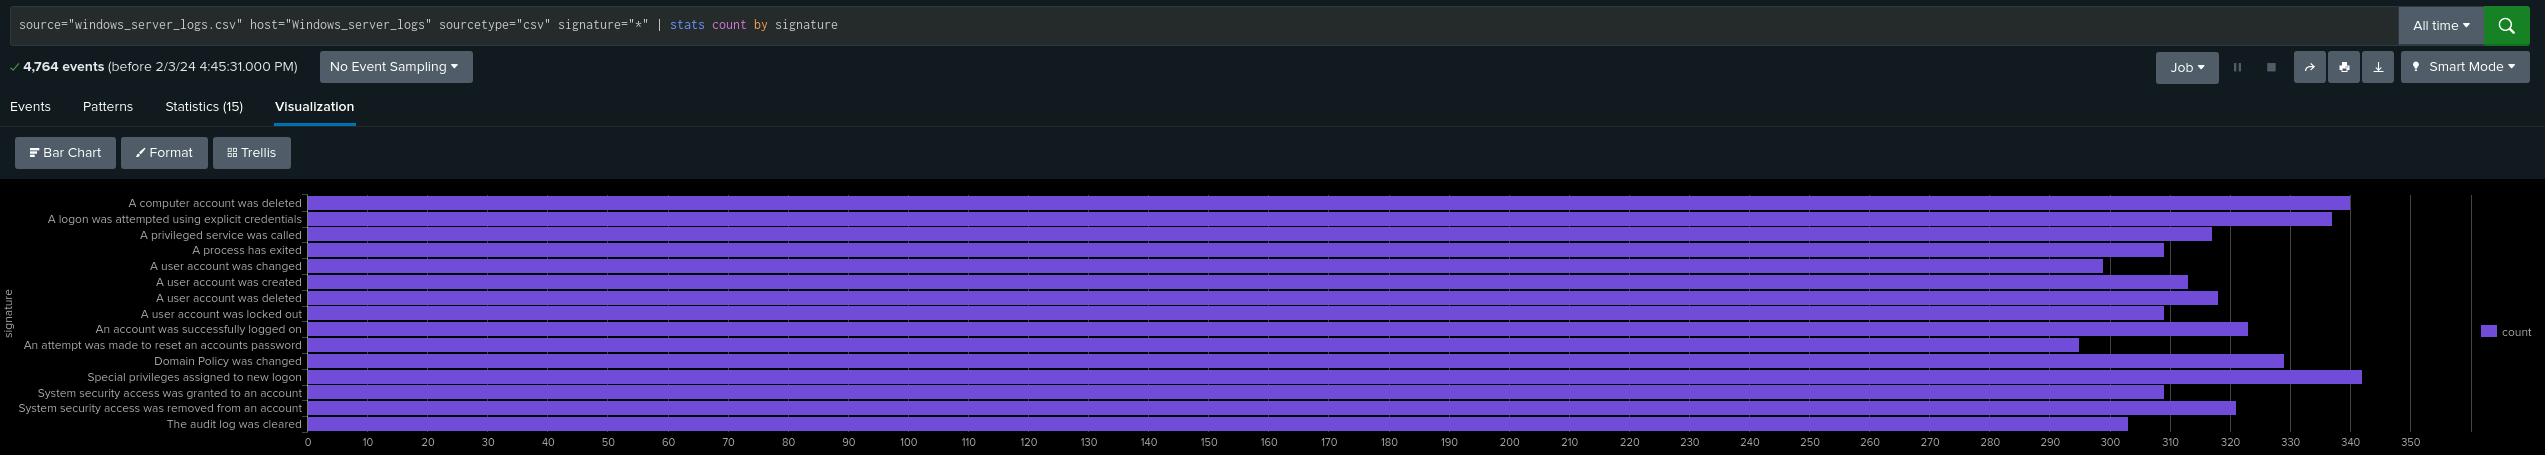 source="windows_server_logs.csv" host="Windows_server_logs" sourcetype="csv" signature="*" | stats count by signature
All time
4,764 events (before 2/3/24 4:45:31.000 PM)
No Event Sampling
Job
Smart Mode
Events
Patterns
Statistics (15)
Visualization
Bar Chart
Format
Trellis
signature
A computer account was deleted
A logon was attempted using explicit credentials
A privileged service was called
A process has exited
A user account was changed
A user account was created
A user account was deleted
A user account was locked out
An account was successfully logged on
An attempt was made to reset an accounts password
Domain Policy was changed
Special privileges assigned to new logon
System security access was granted to an account
System security access was removed from an account
The audit log was cleared
count
0 10 20 30 40 50 60 70 80 90 100 110 120 130 140 150 160 170 180 190 200 210 220 230 240 250 260 270 280 290 300 310 320 330 340 350